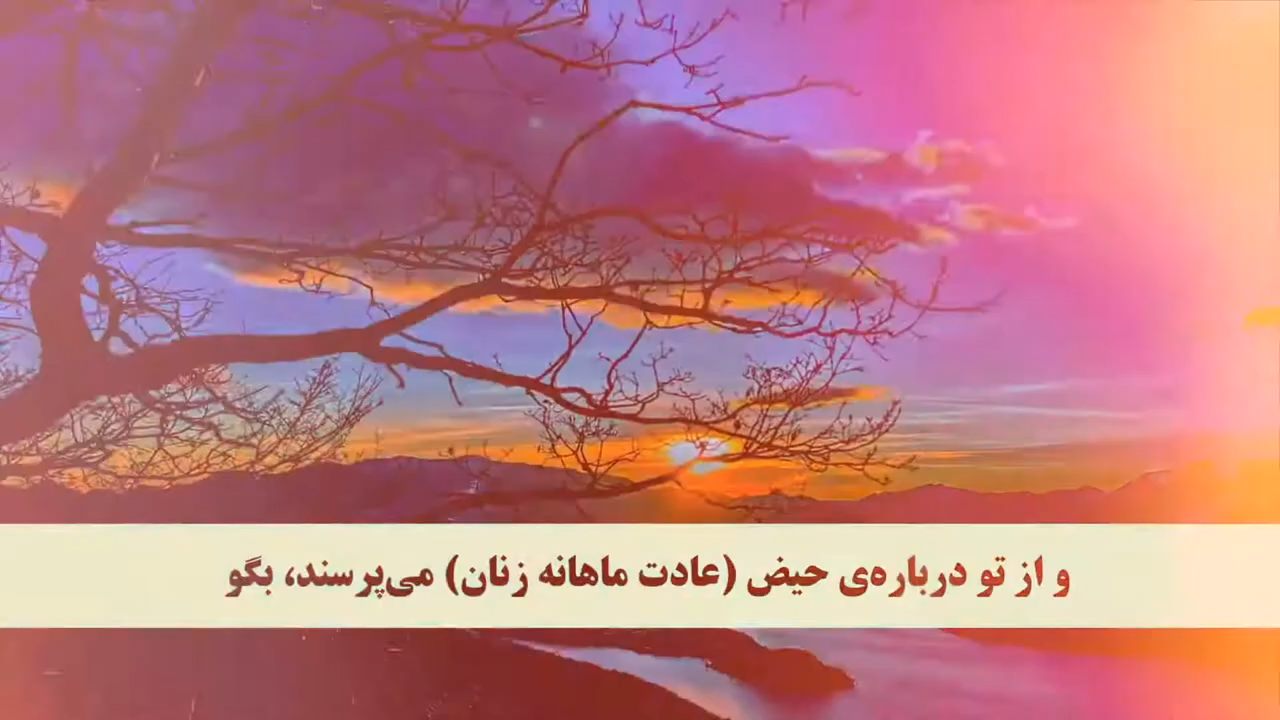 و از تو درباره‌ی حیض (عادت ماهانه زنان) می‌پرسند، بگو